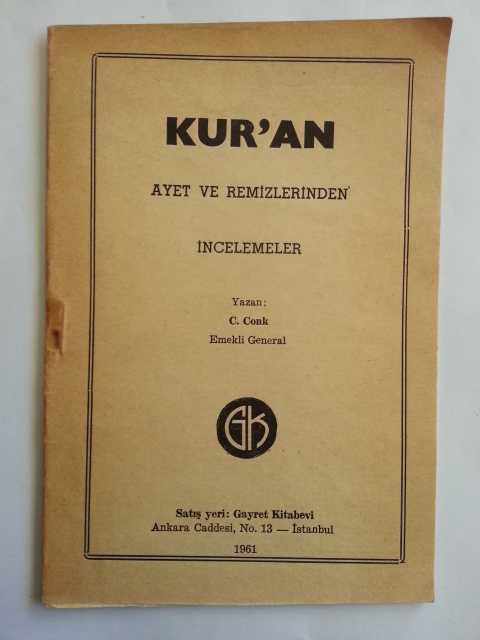 KUR'AN
AYET VE REMİZLERİNDEN
İNCELEMELER
Yazan:
C. Conk
Emekli General
GK
Satış yeri: Gayret Kitabevi
Ankara Caddesi, No. 13 — İstanbul
1961